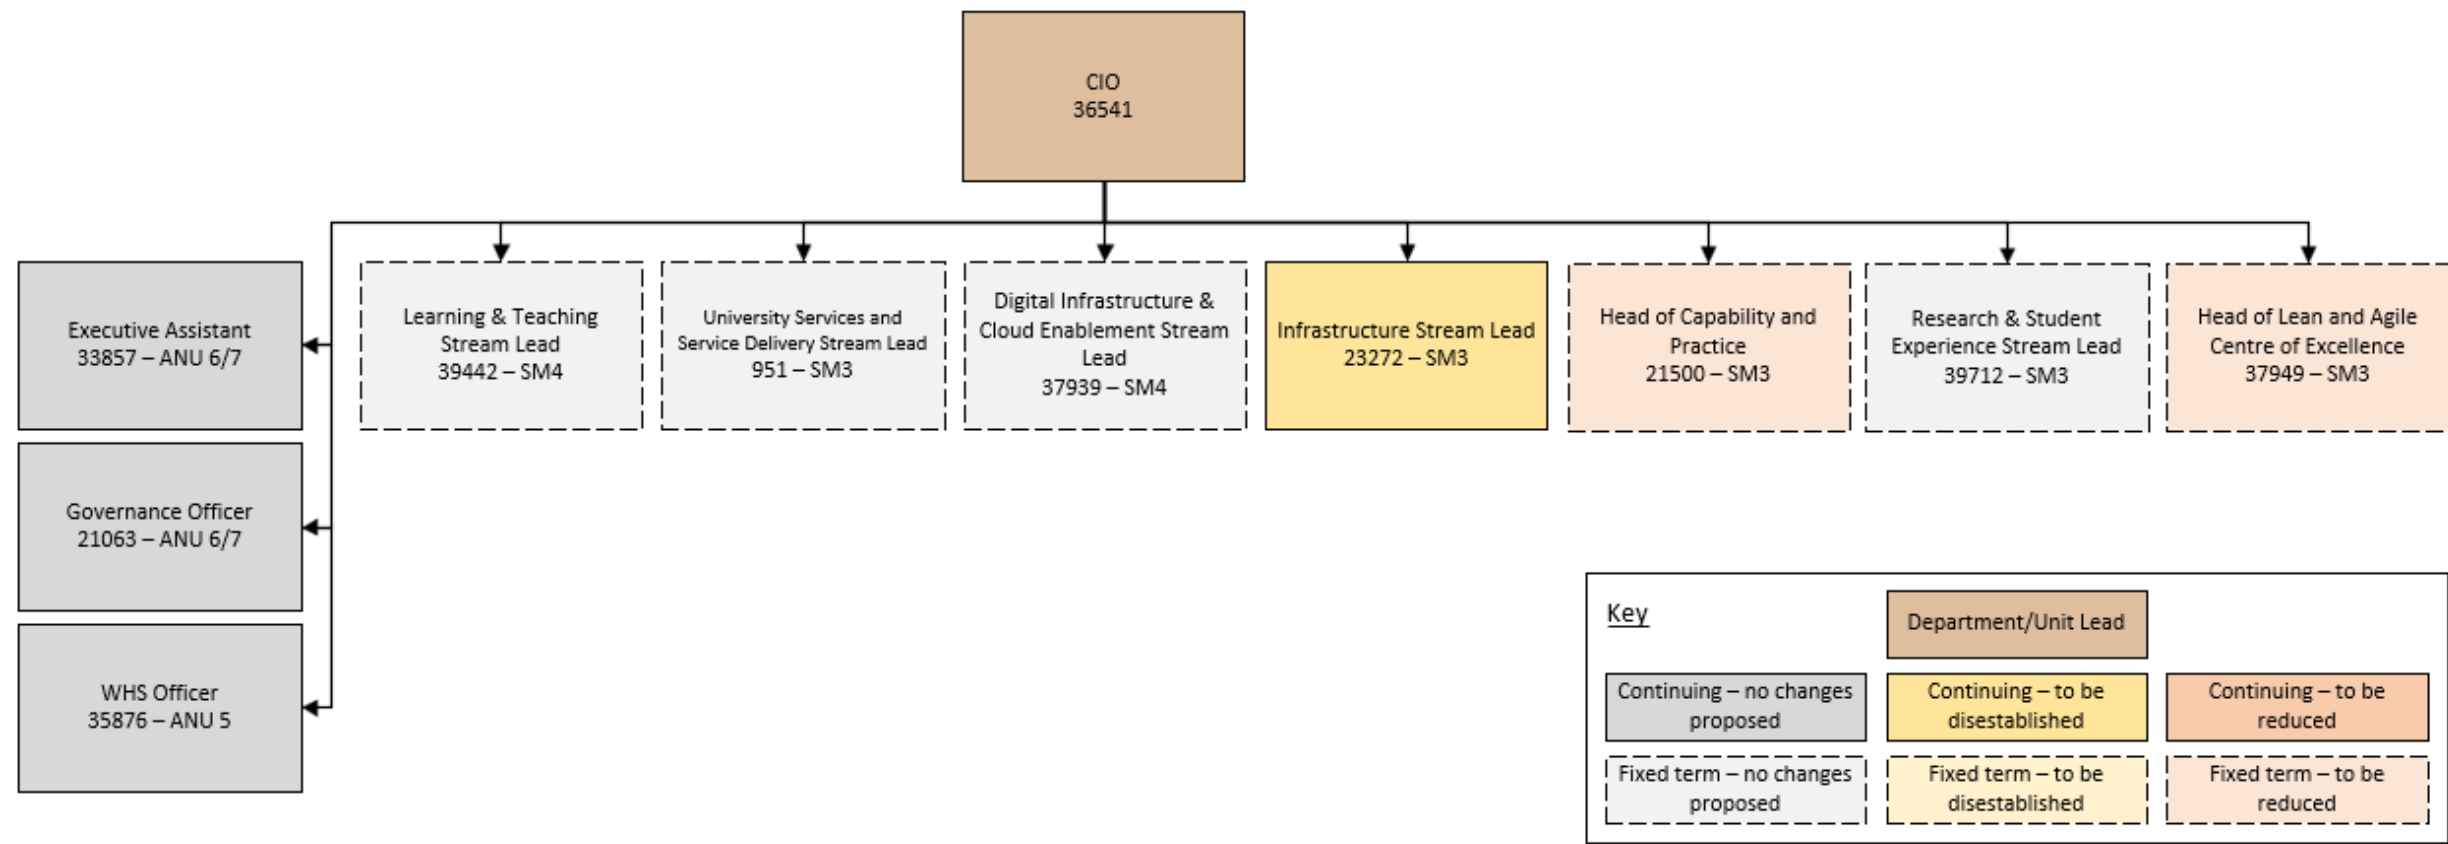 CIO
36541
Executive Assistant
33857 – ANU 6/7
Governance Officer
21063 – ANU 6/7
WHS Officer
35876 – ANU 5
Learning & Teaching
Stream Lead
39442 – SM4
University Services and
Service Delivery Stream Lead
951 – SM3
Digital Infrastructure &
Cloud Enablement Stream
Lead
37939 – SM4
Infrastructure Stream Lead
23272 – SM3
Head of Capability and
Practice
21500 – SM3
Research & Student
Experience Stream Lead
39712 – SM3
Head of Lean and Agile
Centre of Excellence
37949 – SM3
Key
Department/Unit Lead
Continuing – no changes
proposed
Continuing – to be
disestablished
Continuing – to be
reduced
Fixed term – no changes
proposed
Fixed term – to be
disestablished
Fixed term – to be
reduced